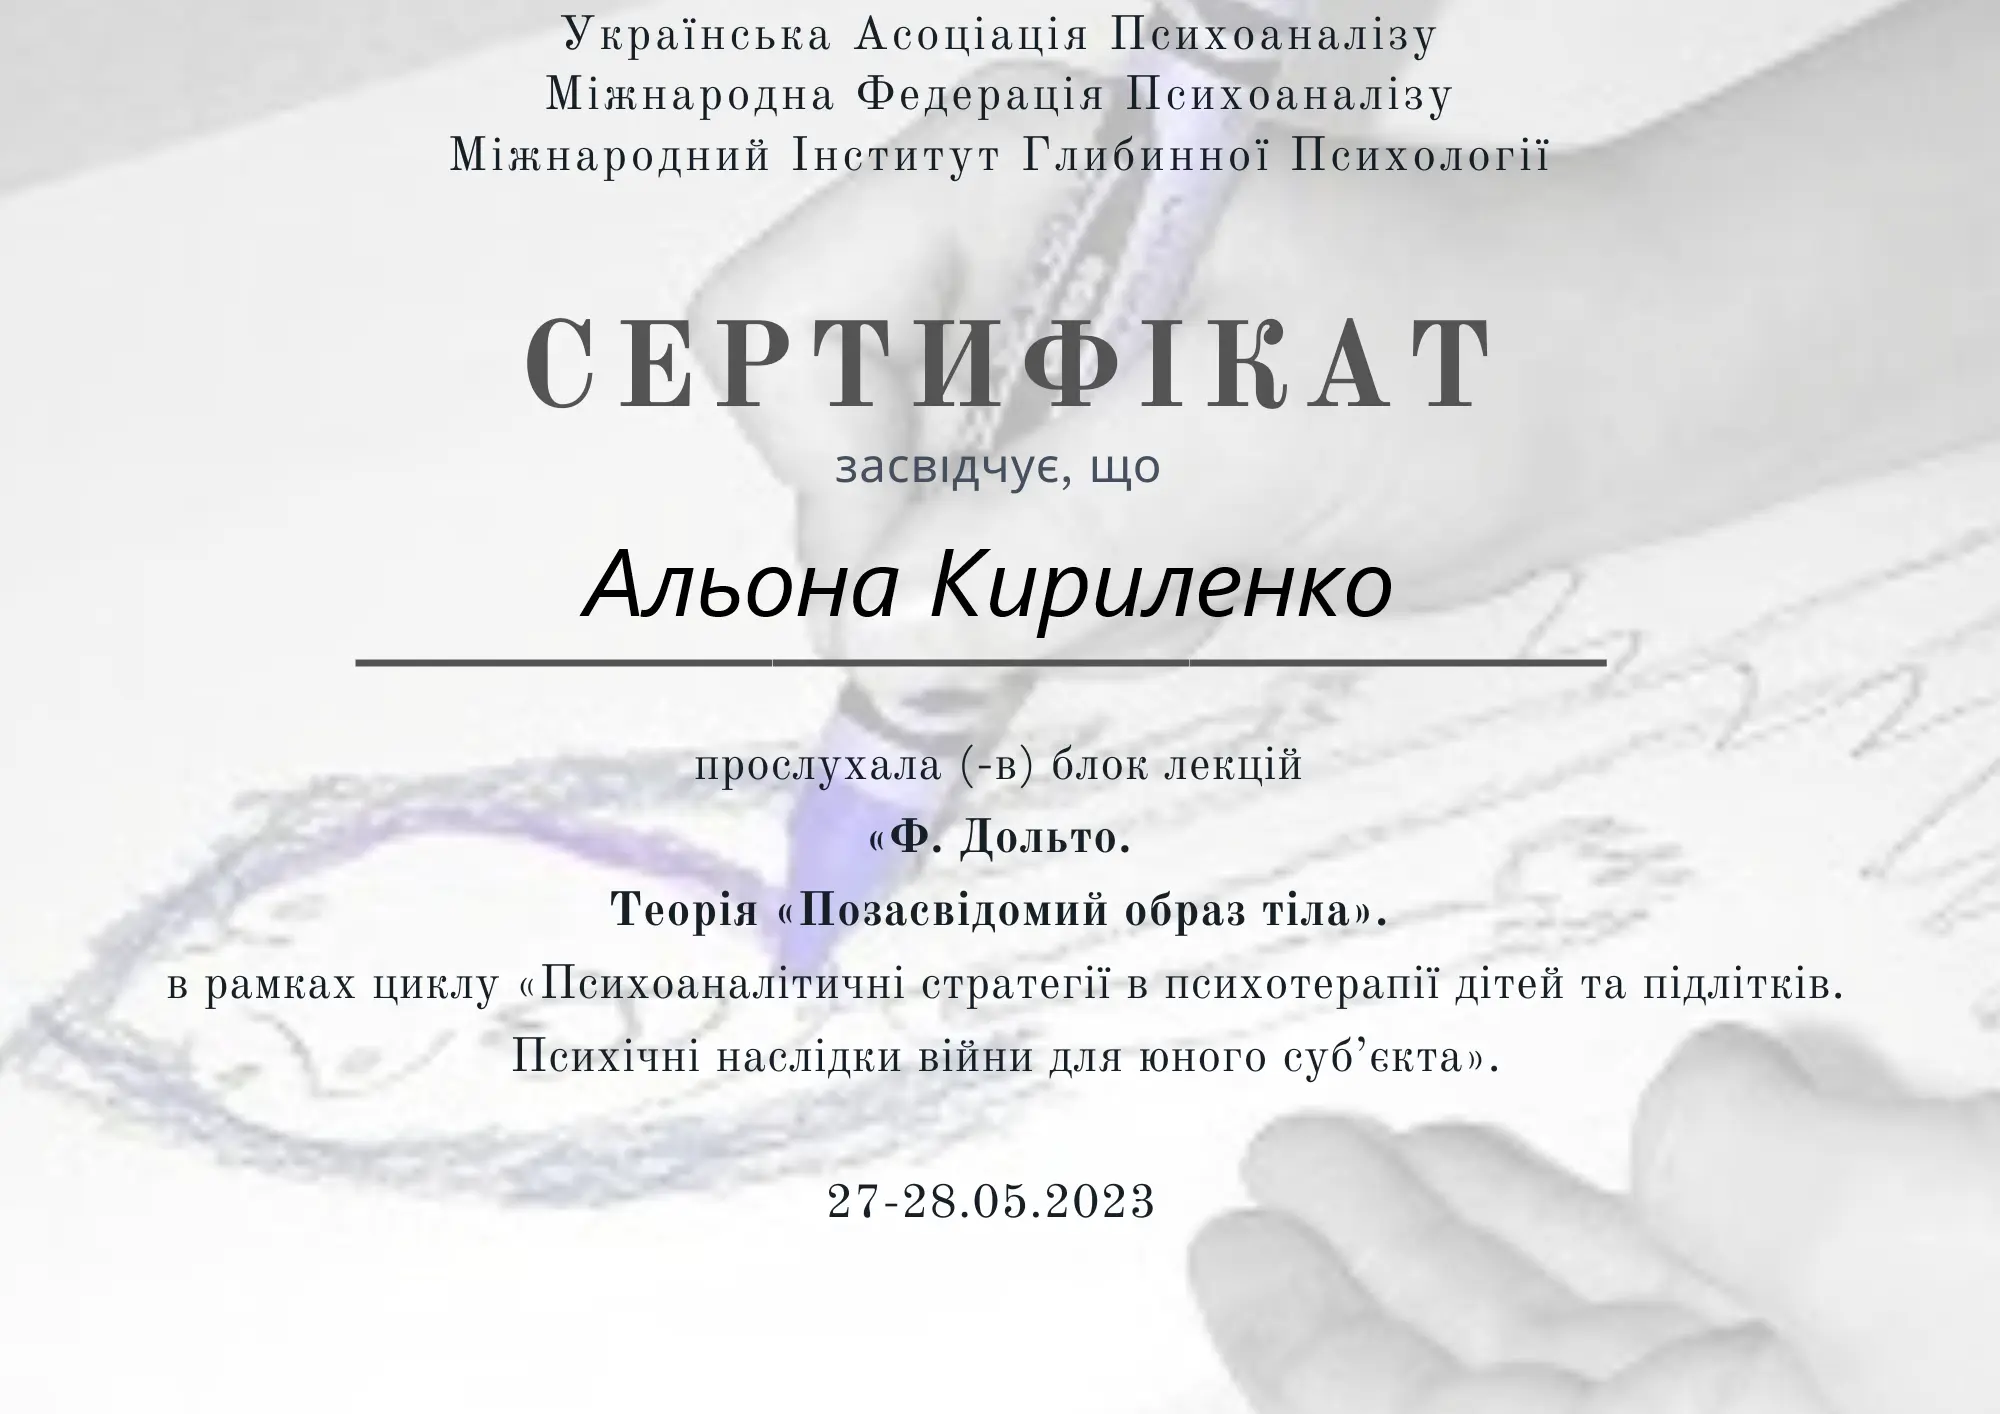 Українська Асоціація Психоаналізу
Міжнародна Федерація Психоаналізу
Міжнародний Інститут Глибинної Психології
СЕРТИФІКАТ
засвідчує, що
Альона Кириленко
прослухала (-в) блок лекцій
«Ф. Дольто.
Теорія «Позасвідомий образ тіла».
в рамках циклу «Психоаналітичні стратегії в психотерапії дітей та підлітків.
Психічні наслідки війни для юного суб’єкта».
27-28.05.2023